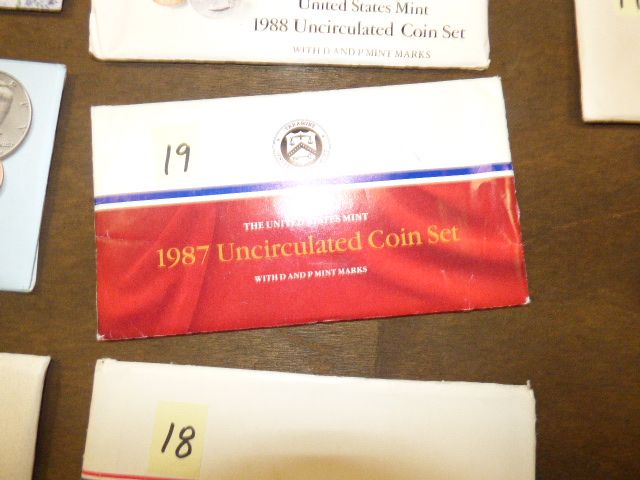 United States Mint
1988 Uncirculated Coin Set
WITH D AND P MINT MARKS
19
THE UNITED STATES MINT
1987 Uncirculated Coin Set
WITH D AND P MINT MARKS
18